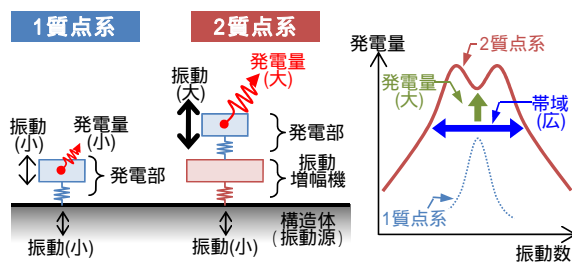 1質点系
2質点系
振動
(小)
発電量
(小)
発電部
振動(小)
振動
(大)
発電量
(大)
発電部
振動
増幅機
振動(小)
構造体
(振動源)
発電量
2質点系
発電量
(大)
帯域
(広)
1質点系
振動数